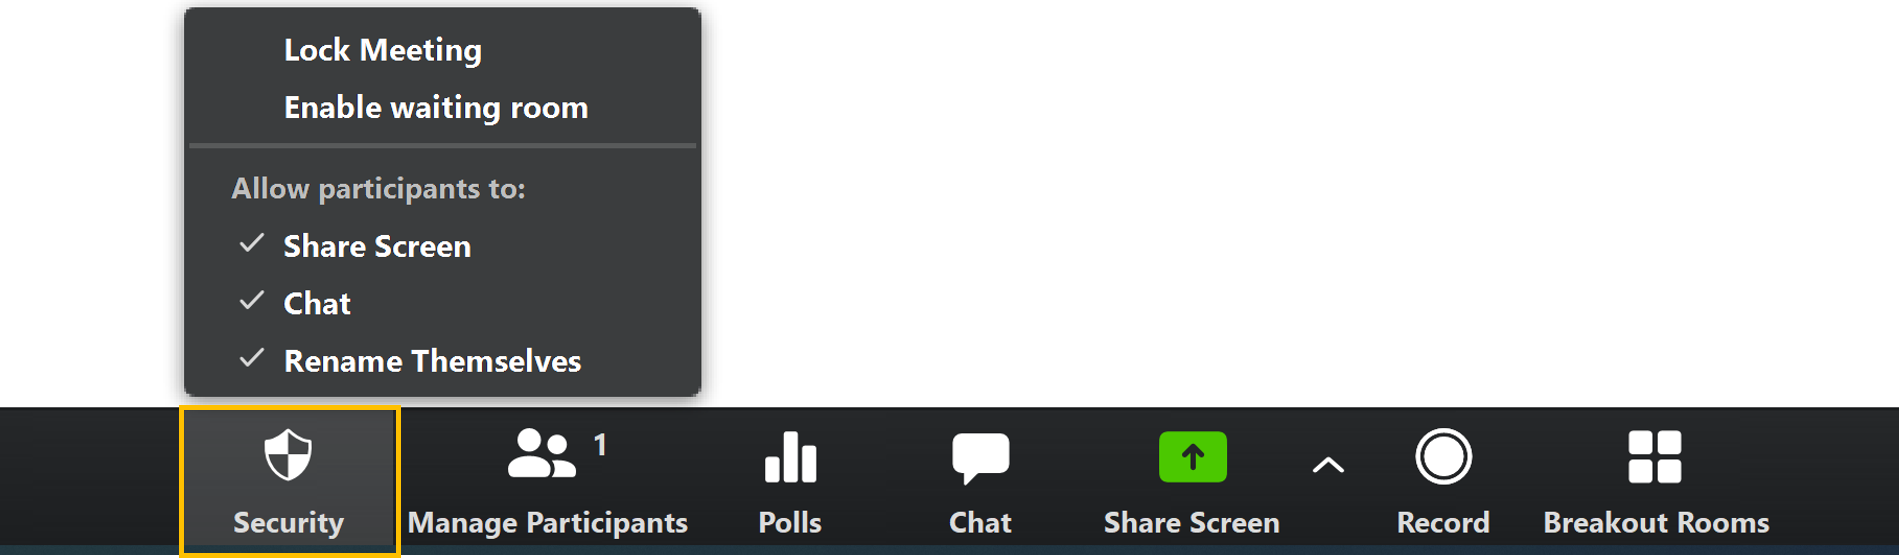 Lock Meeting
Enable waiting room
Allow participants to:
Share Screen
Chat
Rename Themselves
1
Security
Manage Participants
Polls
Chat
Share Screen
Record
Breakout Rooms